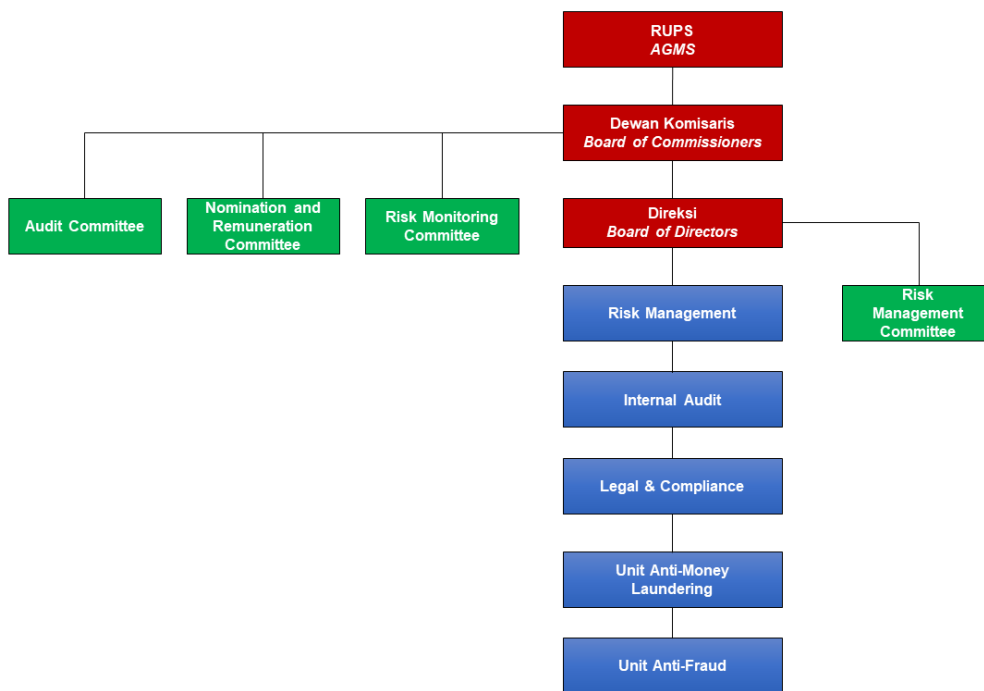 RUPS
AGMS
Dewan Komisaris
Board of Commissioners
Audit Committee
Nomination and
Remuneration
Committee
Risk Monitoring
Committee
Direksi
Board of Directors
Risk Management
Risk
Management
Committee
Internal Audit
Legal & Compliance
Unit Anti-Money
Laundering
Unit Anti-Fraud